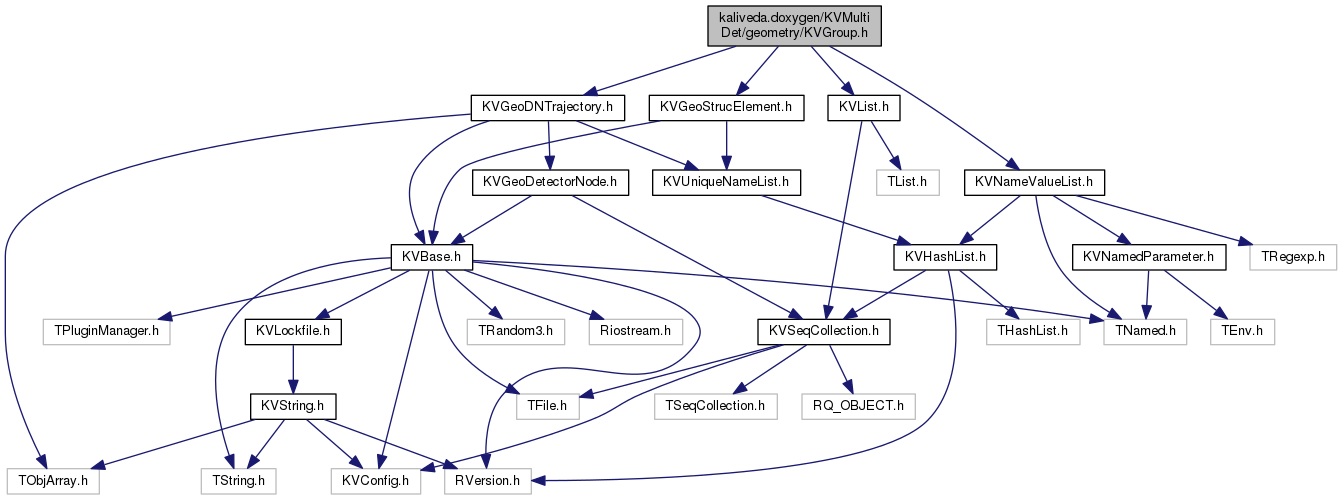 kaliveda.doxygen/KVMulti
Det/geometry/KVGroup.h
KVGeoDNTrajectory.h
KVGeoStrucElement.h
KVList.h
KVGeoDetectorNode.h
KVUniqueNameList.h
TList.h
KVNameValueList.h
KVBase.h
KVHashList.h
KVNamedParameter.h
TRegexp.h
TPluginManager.h
KVLockfile.h
TRandom3.h
Riostream.h
KVSeqCollection.h
THashList.h
TNamed.h
TEnv.h
KVString.h
TFile.h
TSeqCollection.h
RQ_OBJECT.h
TObjArray.h
TString.h
KVConfig.h
RVersion.h